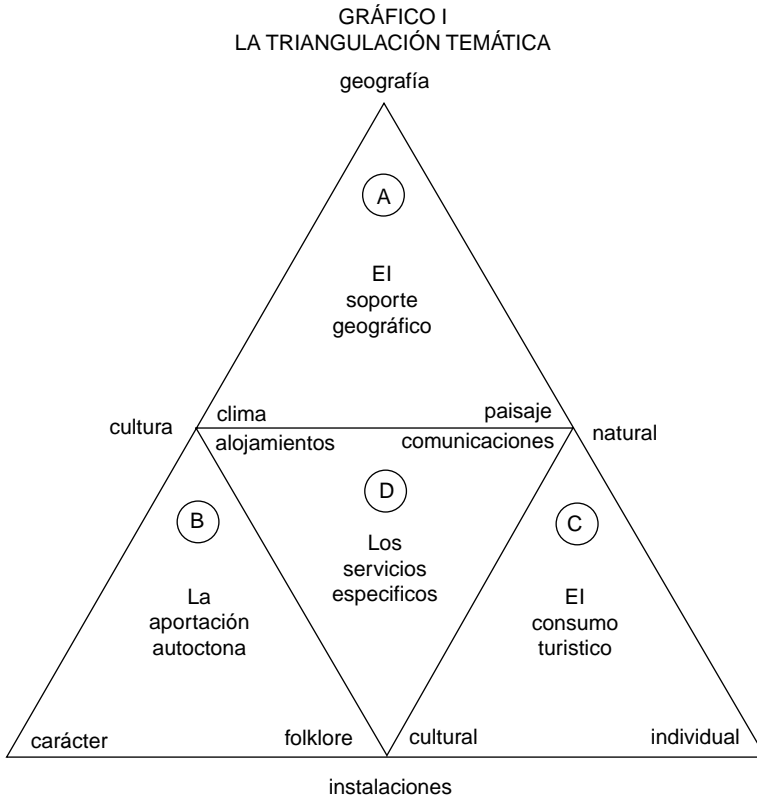 GRÁFICO I
LA TRIANGULACIÓN TEMÁTICA
geografía
A
El
soporte
geográfico
clima
paisaje
cultura
natural
alojamientos
comunicaciones
D
B
C
Los
servicios
especificos
La
aportación
autoctona
El
consumo
turistico
carácter
folklore
cultural
individual
instalaciones